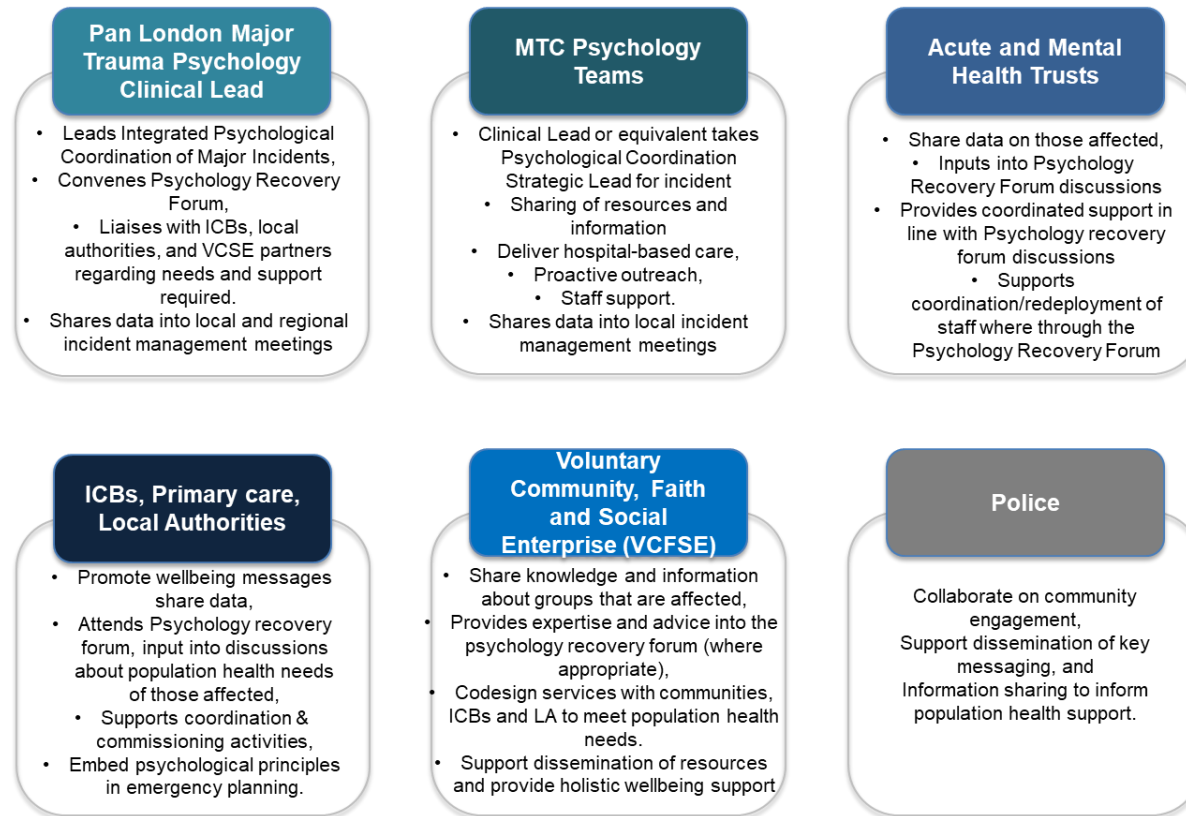 Pan London Major
Trauma Psychology
Clinical Lead
• Leads Integrated Psychological
Coordination of Major Incidents,
• Convenes Psychology Recovery
Forum,
• Liaises with ICBs, local
authorities, and VCSE partners
regarding needs and support
required.
• Shares data into local and regional
incident management meetings
MTC Psychology
Teams
• Clinical Lead or equivalent takes
Psychological Coordination
Strategic Lead for incident
• Sharing of resources and
information
• Deliver hospital-based care,
• Proactive outreach,
• Staff support.
• Shares data into local incident
management meetings
Acute and Mental
Health Trusts
• Share data on those affected,
• Inputs into Psychology
Recovery Forum discussions
• Provides coordinated support in
line with Psychology recovery
forum discussions
• Supports
coordination/redeployment of
staff where through the
Psychology Recovery Forum
ICBs, Primary care,
Local Authorities
• Promote wellbeing messages
share data,
• Attends Psychology recovery
forum, input into discussions
about population health needs
of those affected,
• Supports coordination &
commissioning activities,
• Embed psychological principles
in emergency planning.
Voluntary
Community, Faith
and Social
Enterprise (VCFSE)
• Share knowledge and information
about groups that are affected,
• Provides expertise and advice into the
psychology recovery forum (where
appropriate),
• Codesign services with communities,
ICBs and LA to meet population health
needs.
• Support dissemination of resources
and provide holistic wellbeing support
Police
Collaborate on community
engagement,
Support dissemination of key
messaging, and
Information sharing to inform
population health support.